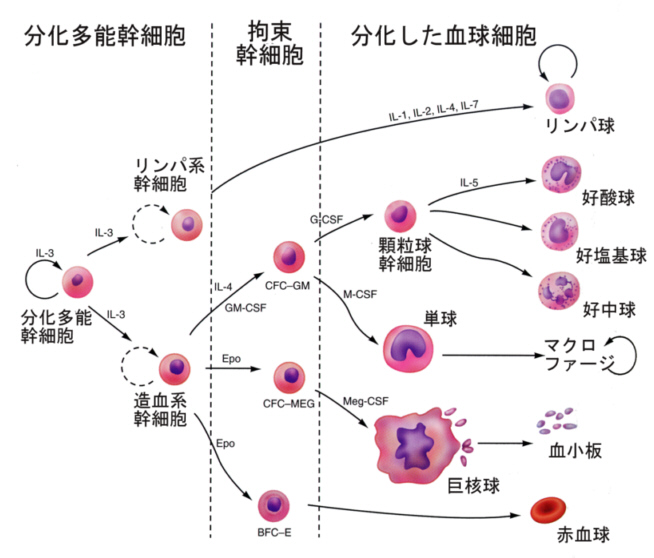 分化多能幹細胞
拘束
幹細胞
分化した血球細胞
IL-1, IL-2, IL-4, IL-7
リンパ球
リンパ系
幹細胞
IL-3
IL-3
分化多能
幹細胞
IL-3
造血系
幹細胞
IL-4
GM-CSF
CFC–GM
G-CSF
顆粒球
幹細胞
IL-5
好酸球
好塩基球
好中球
M-CSF
単球
マクロ
ファージ
Epo
CFC–MEG
Meg-CSF
巨核球
血小板
Epo
BFC–E
赤血球